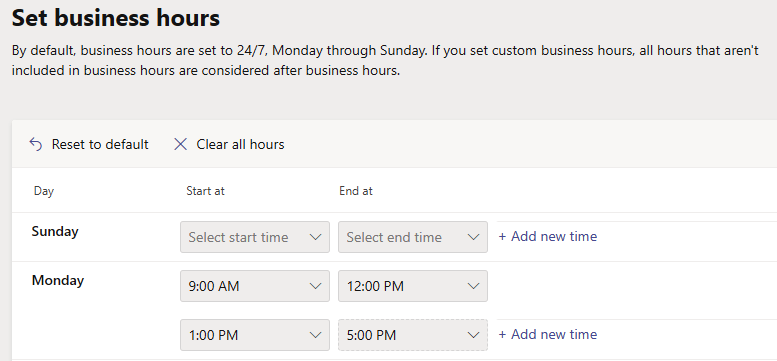 Set business hours
By default, business hours are set to 24/7, Monday through Sunday. If you set custom business hours, all hours that aren't
included in business hours are considered after business hours.
Reset to default Clear all hours
Day Start at End at
Sunday Select start time Select end time + Add new time
Monday 9:00 AM 12:00 PM
1:00 PM 5:00 PM + Add new time